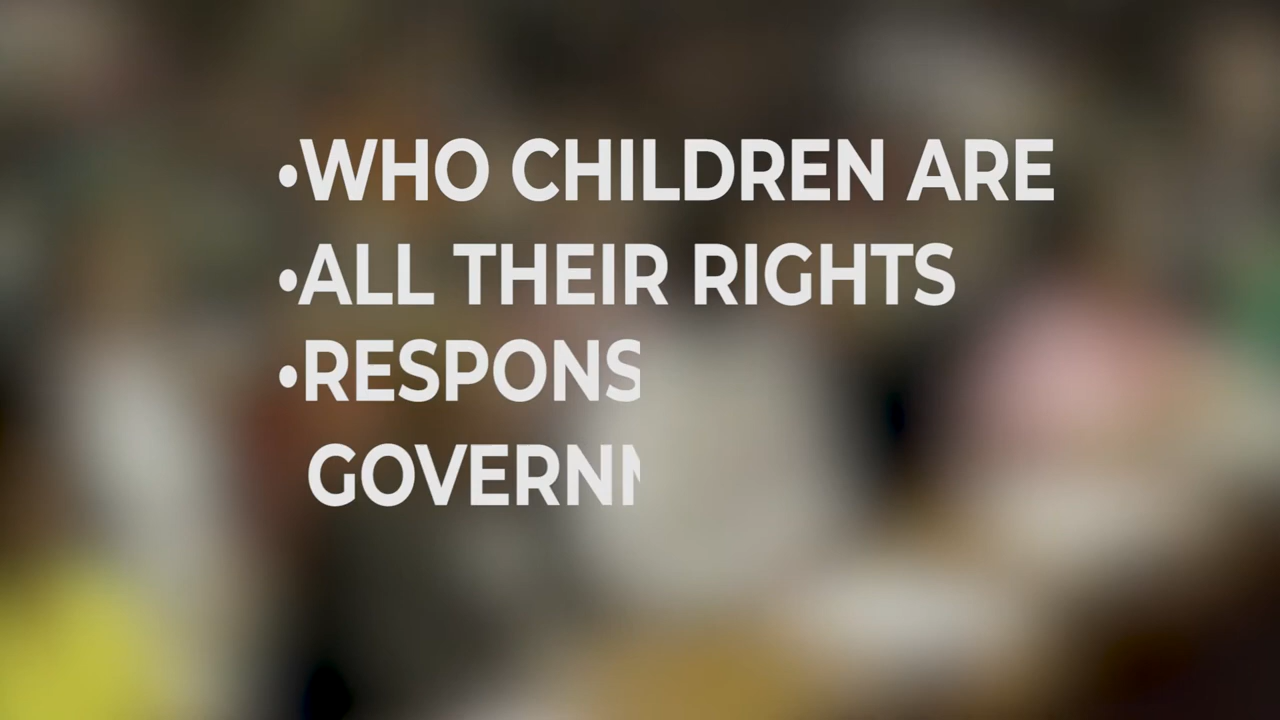 •WHO CHILDREN ARE
•ALL THEIR RIGHTS
•RESPONS
GOVERN